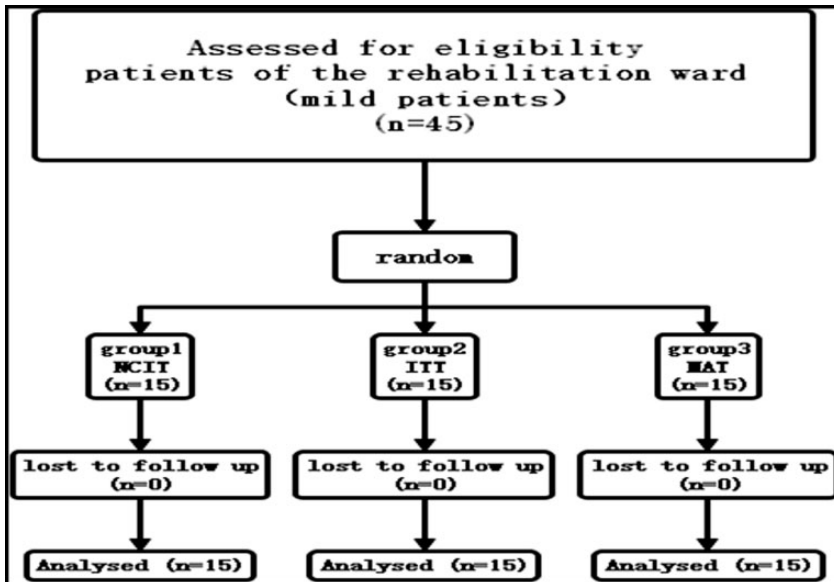 Assessed for eligibility
patients of the rehabilitation ward
(mild patients)
(n=45)
random
group1
NCIT
(n=15)
group2
ITT
(n=15)
group3
MAT
(n=15)
lost to follow up
(n=0)
lost to follow up
(n=0)
lost to follow up
(n=0)
Analysed (n=15)
Analysed (n=15)
Analysed (n=15)